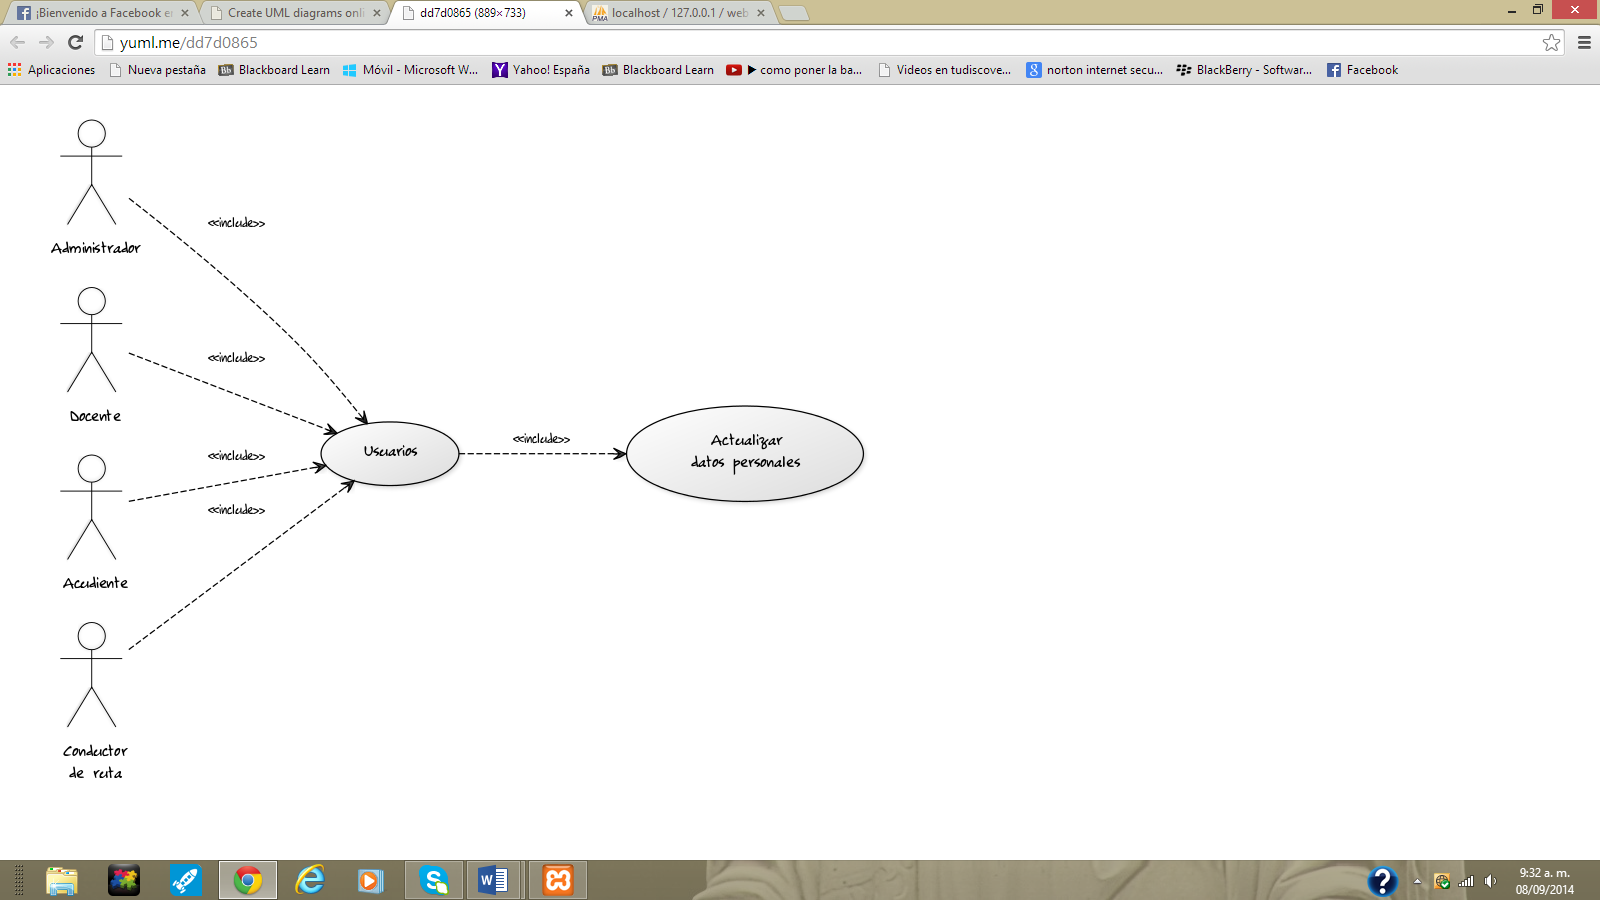 ¡Bienvenido a Facebook e
Create UML diagrams onli
dd7d0865 (889×733)
localhost / 127.0.0.1 / web
yuml.me/dd7d0865
Aplicaciones
Nueva pestaña
Blackboard Learn
Móvil - Microsoft W...
Yahoo! España
Blackboard Learn
como poner la ba...
Videos en tudiscove...
norton internet secu...
BlackBerry - Softwar...
Facebook
<<include>>
Administrador
<<include>>
Docente
<<include>>
Usuarios
<<include>>
Actualizar
datos personales
<<include>>
Acudiente
Conductor
de ruta
9:32 a. m.
08/09/2014